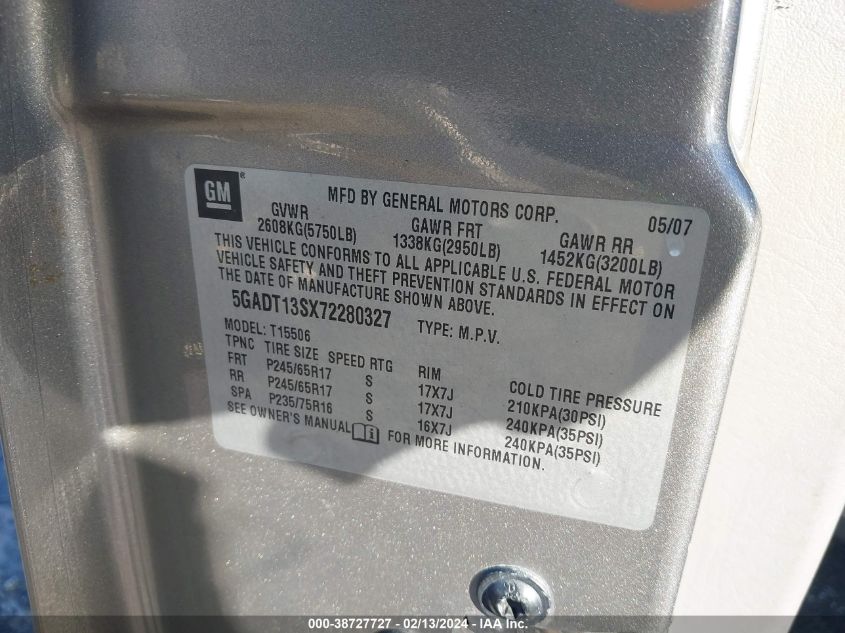 GM ® MFD BY GENERAL MOTORS CORP. 05/07
GVWR GAWR FRT GAWR RR
2608KG(5750LB) 1338KG(2950LB) 1452KG(3200LB)
THIS VEHICLE CONFORMS TO ALL APPLICABLE U.S. FEDERAL MOTOR
VEHICLE SAFETY AND THEFT PREVENTION STANDARDS IN EFFECT ON
THE DATE OF MANUFACTURE SHOWN ABOVE.
5GADT13SX72280327 TYPE: M.P.V.
MODEL: T15506
TPNC TIRE SIZE SPEED RTG RIM COLD TIRE PRESSURE
FRT P245/65R17 S 17X7J 210KPA(30PSI)
RR P245/65R17 S 17X7J 240KPA(35PSI)
SPA P235/75R16 S 16X7J 240KPA(35PSI)
SEE OWNER'S MANUAL FOR MORE INFORMATION.
000-38727727 - 02/13/2024 - IAA Inc.